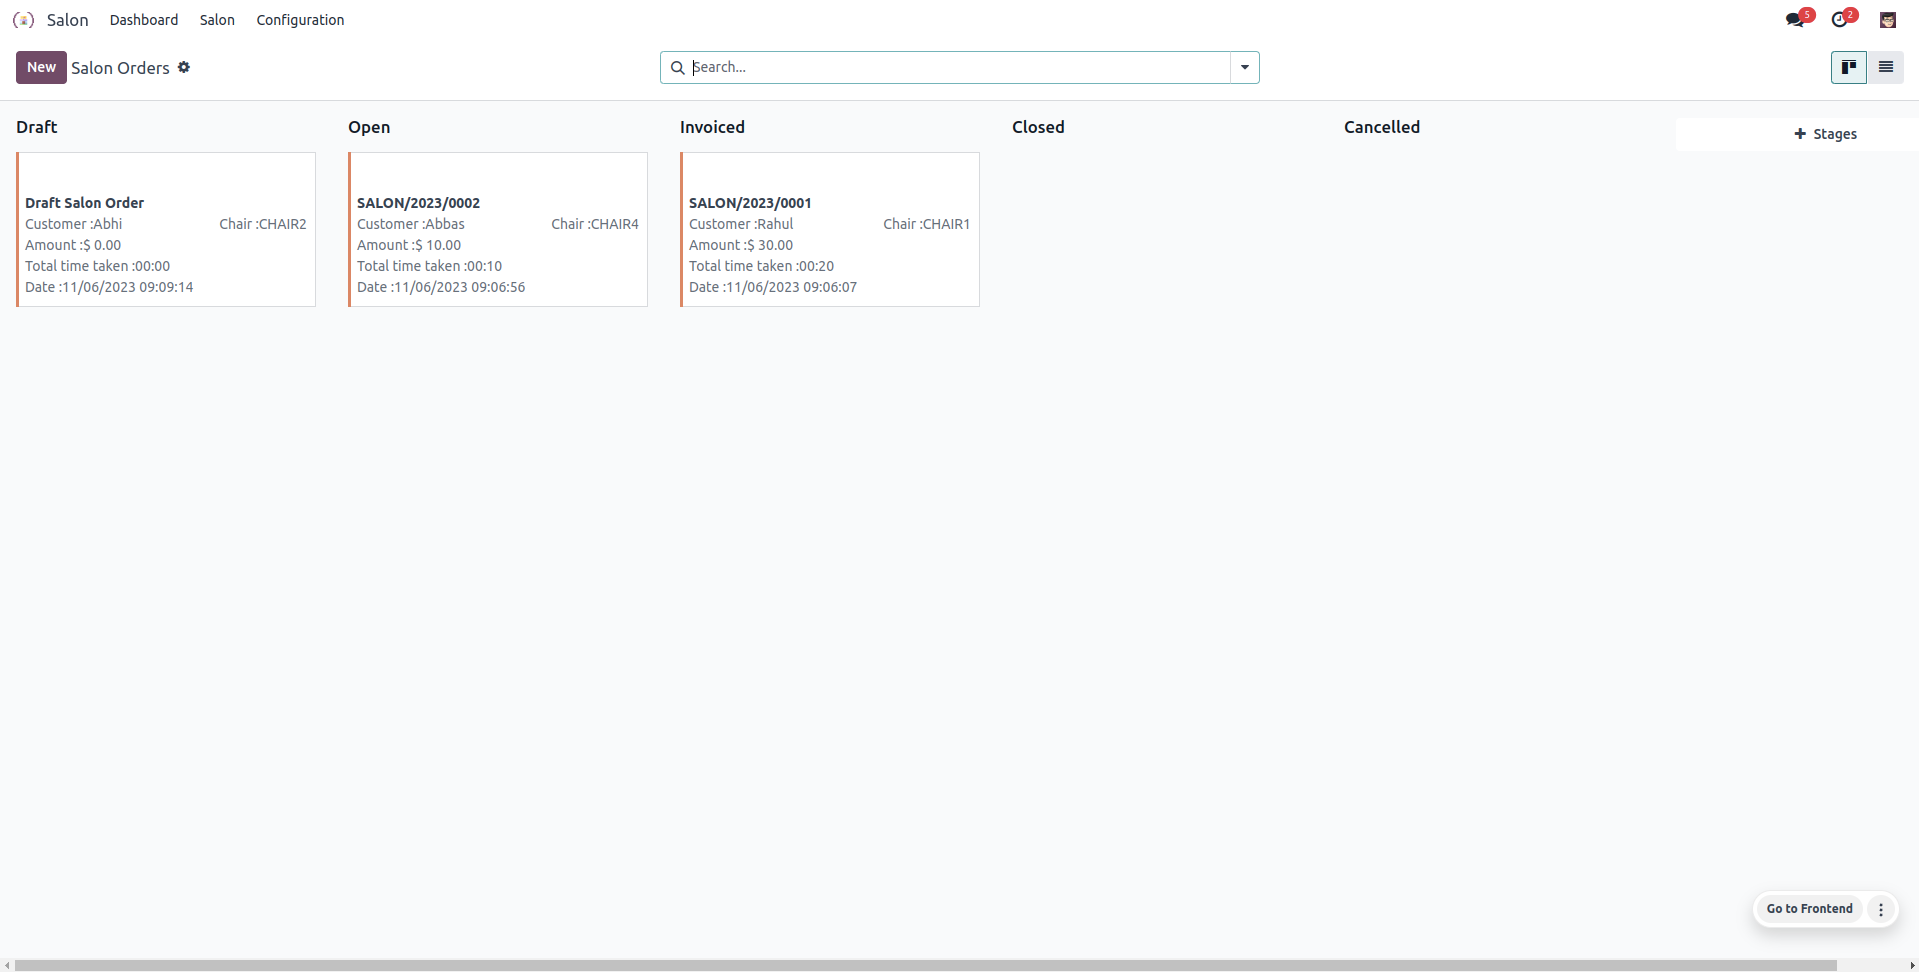 Salon Dashboard Salon Configuration 5 2
New Salon Orders Search...
Draft Open Invoiced Closed Cancelled Stages
Draft Salon Order
Customer :Abhi Chair :CHAIR2
Amount :$ 0.00
Total time taken :00:00
Date :11/06/2023 09:09:14
SALON/2023/0002
Customer :Abbas Chair :CHAIR4
Amount :$ 10.00
Total time taken :00:10
Date :11/06/2023 09:06:56
SALON/2023/0001
Customer :Rahul Chair :CHAIR1
Amount :$ 30.00
Total time taken :00:20
Date :11/06/2023 09:06:07
Go to Frontend